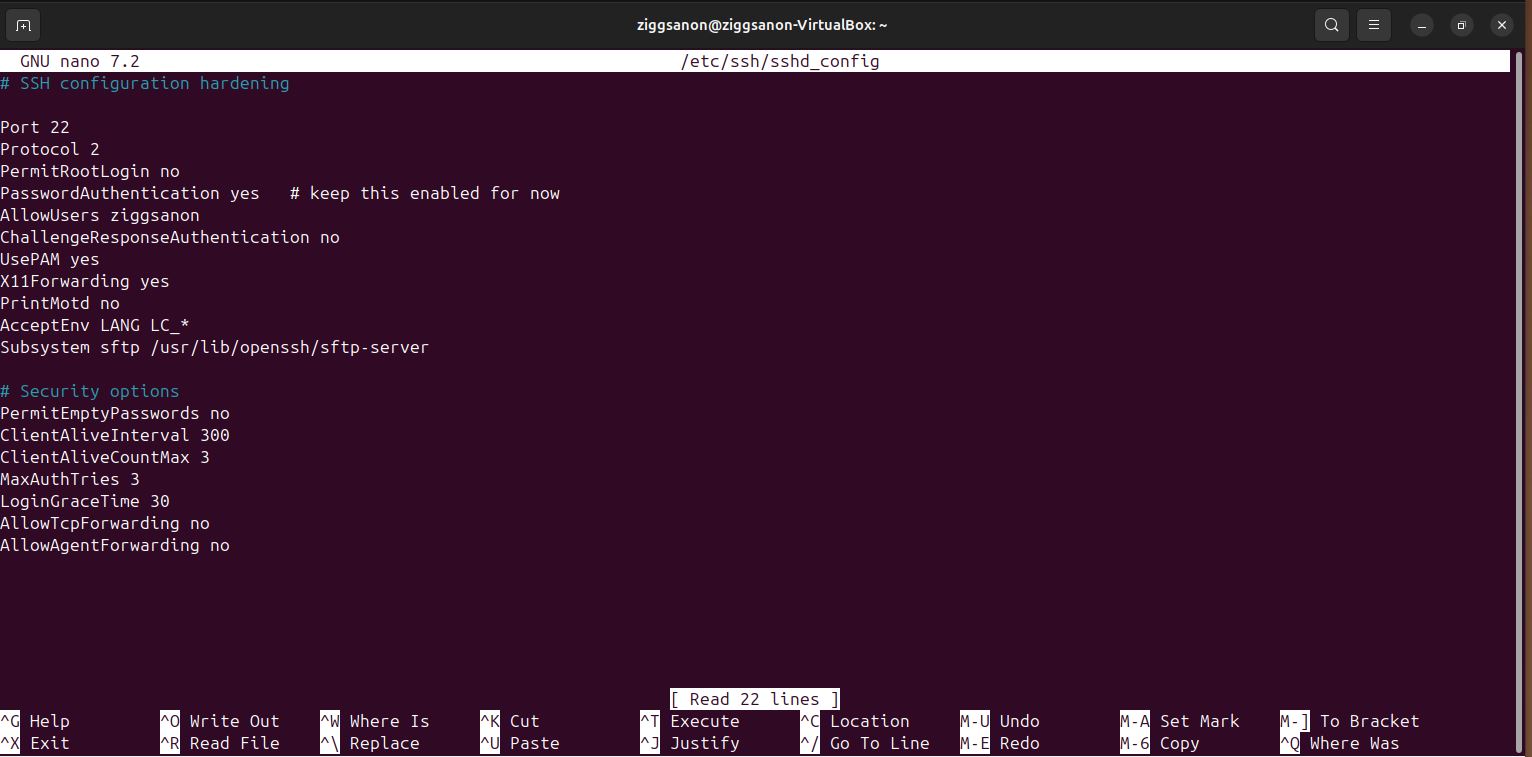 ziggsanon@ziggsanon-VirtualBox: ~
GNU nano 7.2 /etc/ssh/sshd_config
# SSH configuration hardening
Port 22
Protocol 2
PermitRootLogin no
PasswordAuthentication yes   # keep this enabled for now
AllowUsers ziggsanon
ChallengeResponseAuthentication no
UsePAM yes
X11Forwarding yes
PrintMotd no
AcceptEnv LANG LC_*
Subsystem sftp /usr/lib/openssh/sftp-server
# Security options
PermitEmptyPasswords no
ClientAliveInterval 300
ClientAliveCountMax 3
MaxAuthTries 3
LoginGraceTime 30
AllowTcpForwarding no
AllowAgentForwarding no
[ Read 22 lines ]
^G Help ^O Write Out ^W Where Is ^K Cut ^T Execute ^C Location M-U Undo M-A Set Mark M-] To Bracket
^X Exit ^R Read File ^\ Replace ^U Paste ^J Justify ^/ Go To Line M-E Redo M-6 Copy ^Q Where Was